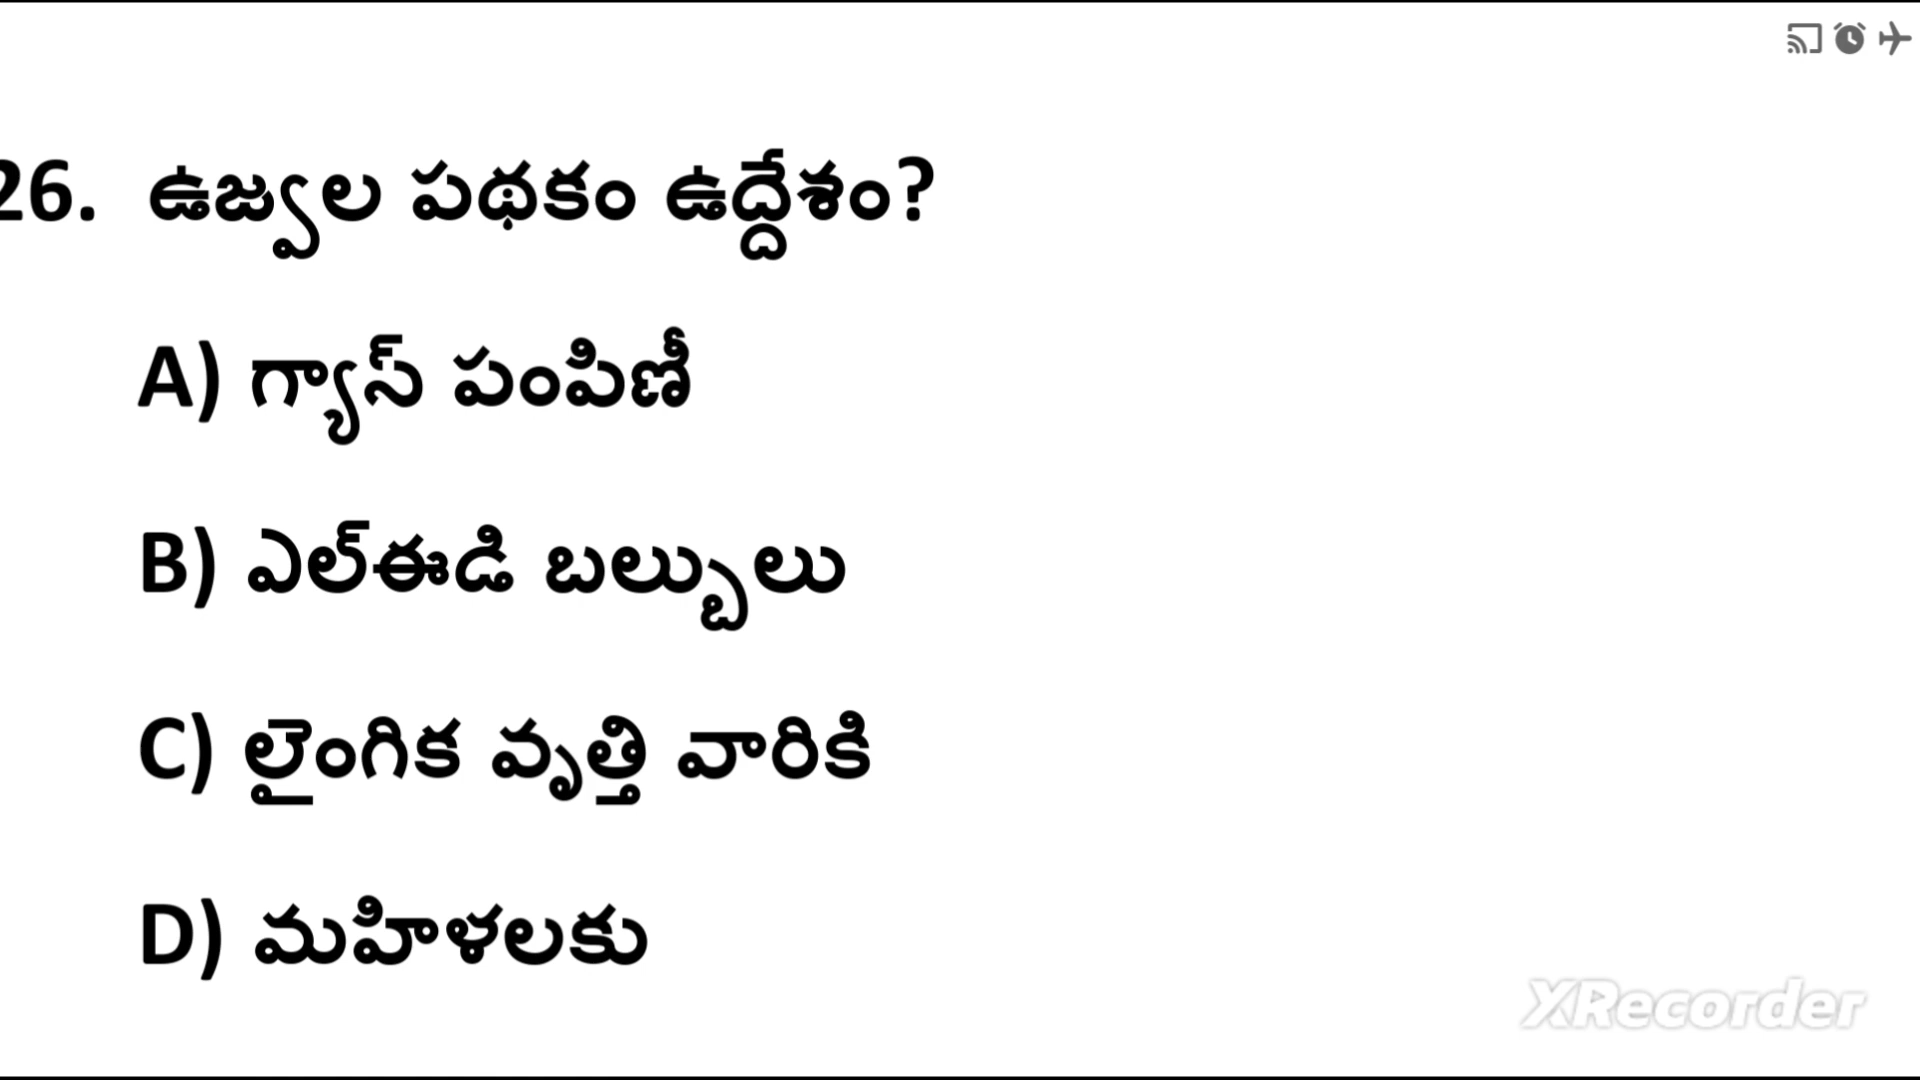 26. ఉజ్వల పథకం ఉద్దేశం?
A) గ్యాస్ పంపిణీ
B) ఎల్ఈడి బల్బులు
C) లైంగిక వృత్తి వారికి
D) మహిళలకు
XRecorder